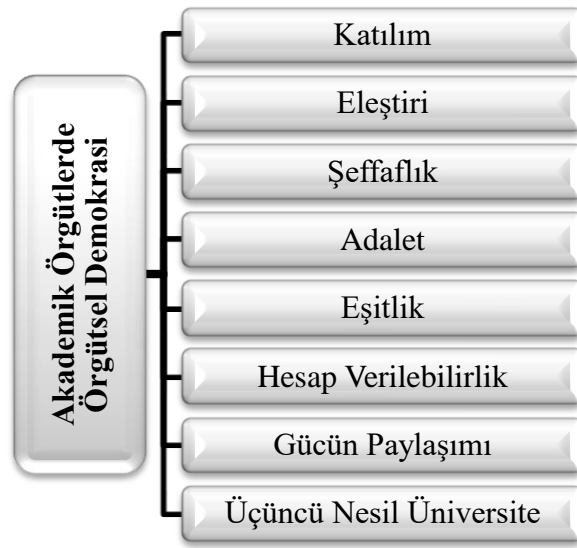 Akademik Örgütlerde
Örgütsel Demokrasi
Katılım
Eleştiri
Şeffaflık
Adalet
Eşitlik
Hesap Verilebilirlik
Gücün Paylaşımı
Üçüncü Nesil Üniversite